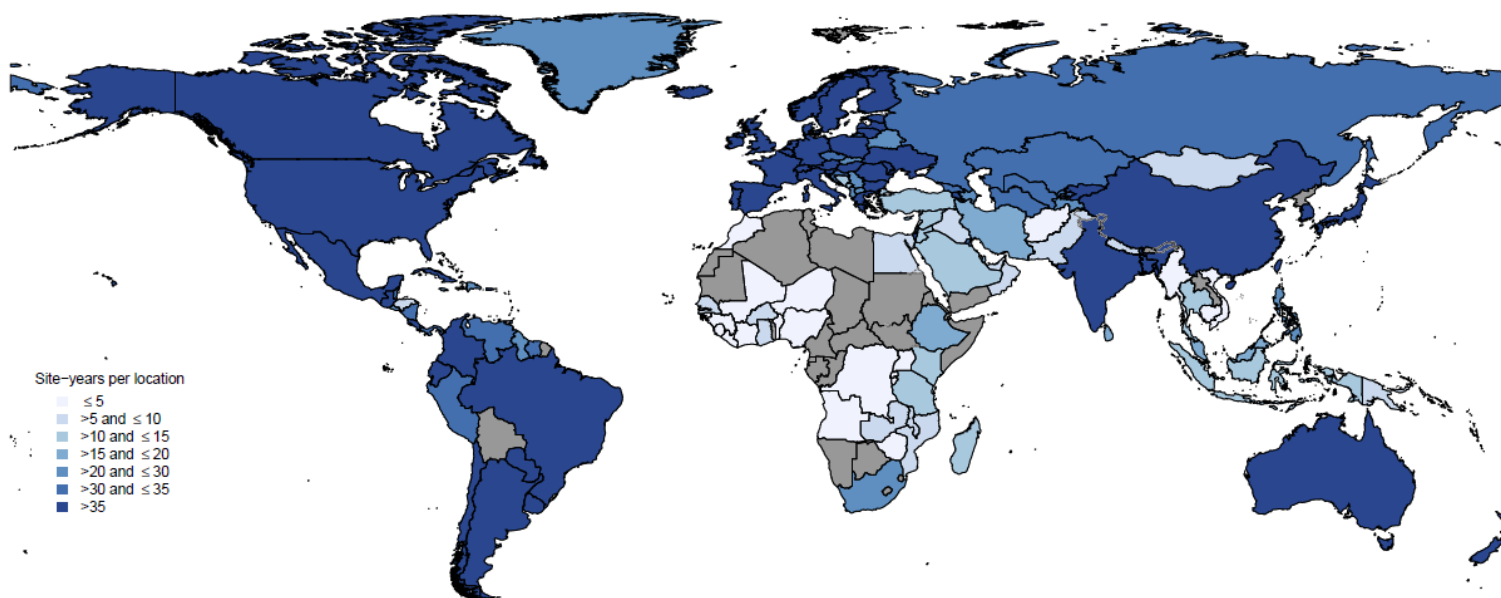 Site−years per location
≤ 5
>5 and ≤ 10
>10 and ≤ 15
>15 and ≤ 20
>20 and ≤ 30
>30 and ≤ 35
>35